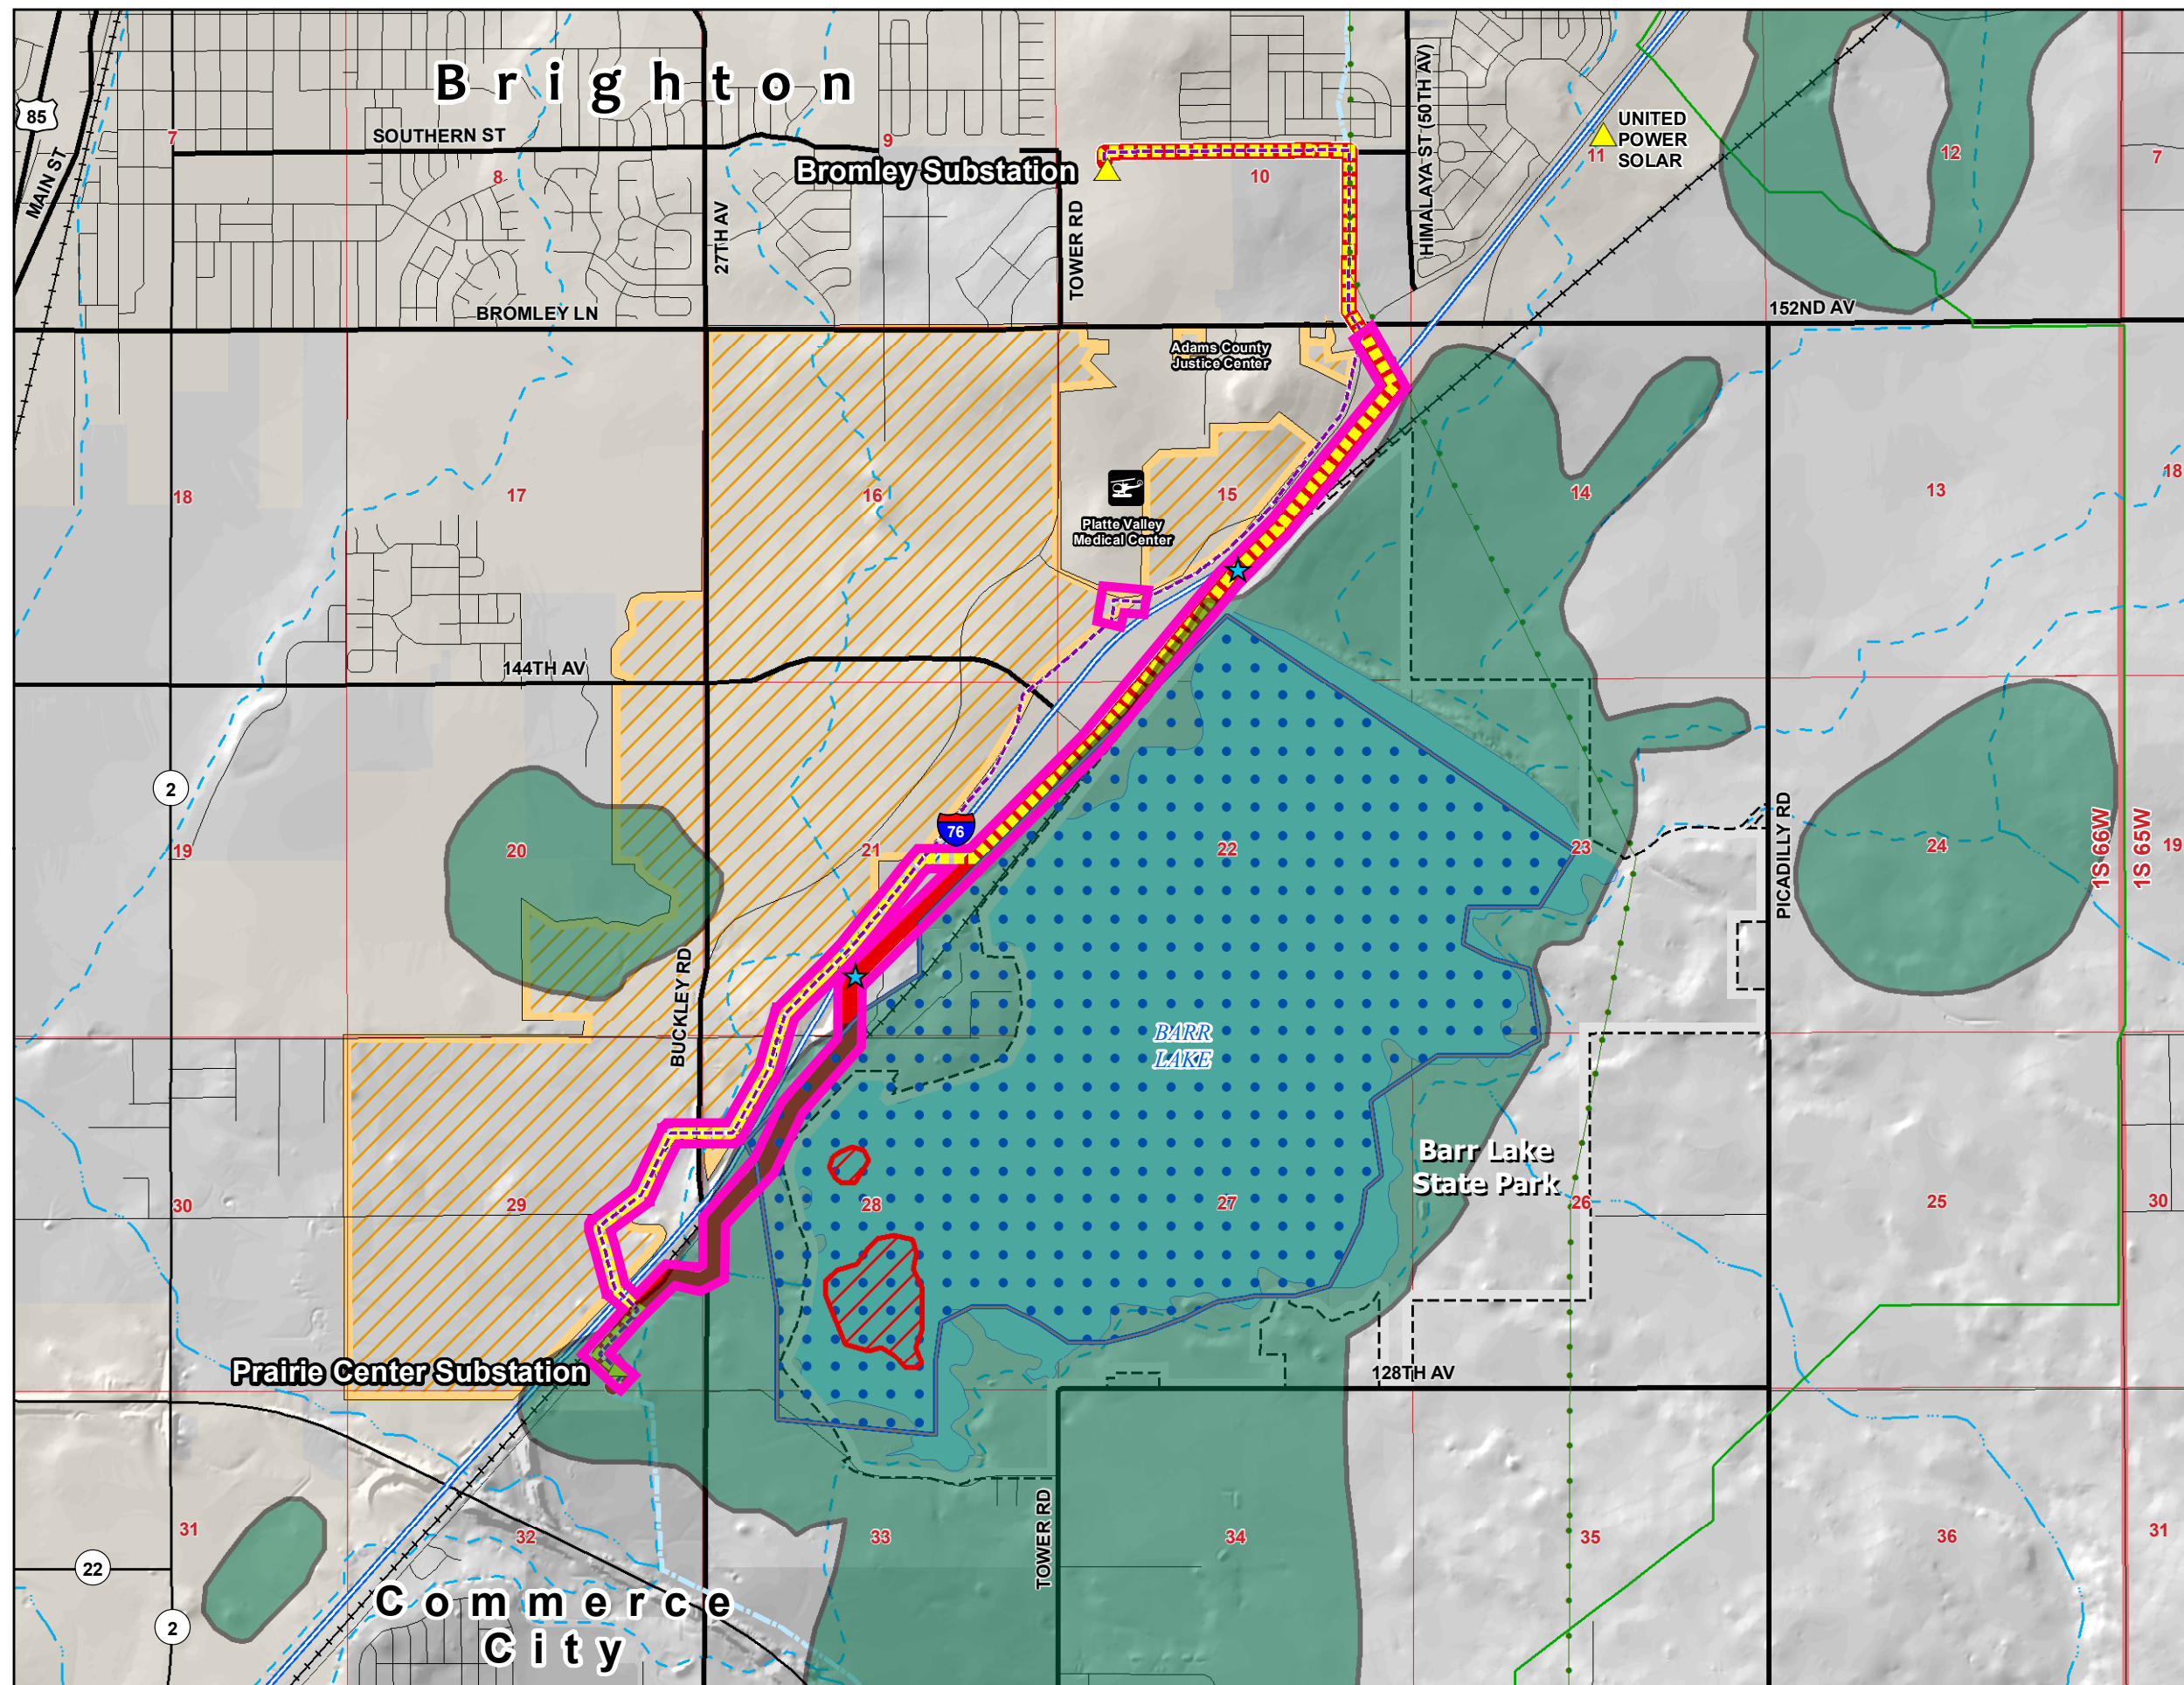 Brighton
85
MAIN ST
7
SOUTHERN ST
8
9
Bromley Substation
10
HIMALAYA ST (50TH AV)
11
UNITED
POWER
SOLAR
12
7
27TH AV
TOWER RD
BROMLEY LN
152ND AV
Adams County
Justice Center
18
17
16
15
14
13
18
Platte Valley
Medical Center
144TH AV
2
76
19
20
21
22
23
24
19
PICADILLY RD
1S 66W
1S 65W
BUCKLEY RD
BARR
LAKE
Barr Lake
State Park
30
29
28
27
26
25
30
Prairie Center Substation
128TH AV
31
32
33
34
35
36
31
TOWER RD
22
2
Commerce
City